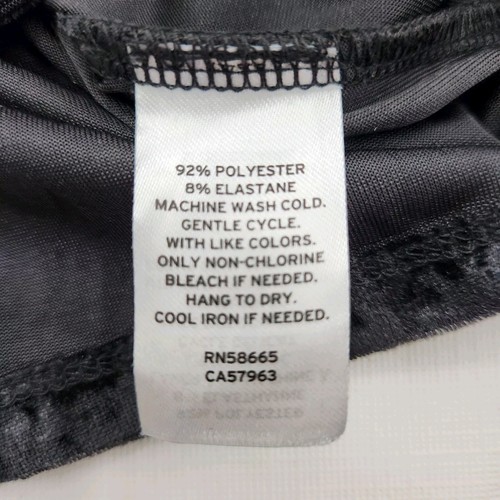 92% POLYESTER
8% ELASTANE
MACHINE WASH COLD.
GENTLE CYCLE.
WITH LIKE COLORS.
ONLY NON-CHLORINE
BLEACH IF NEEDED.
HANG TO DRY.
COOL IRON IF NEEDED.
RN58665
CA57963